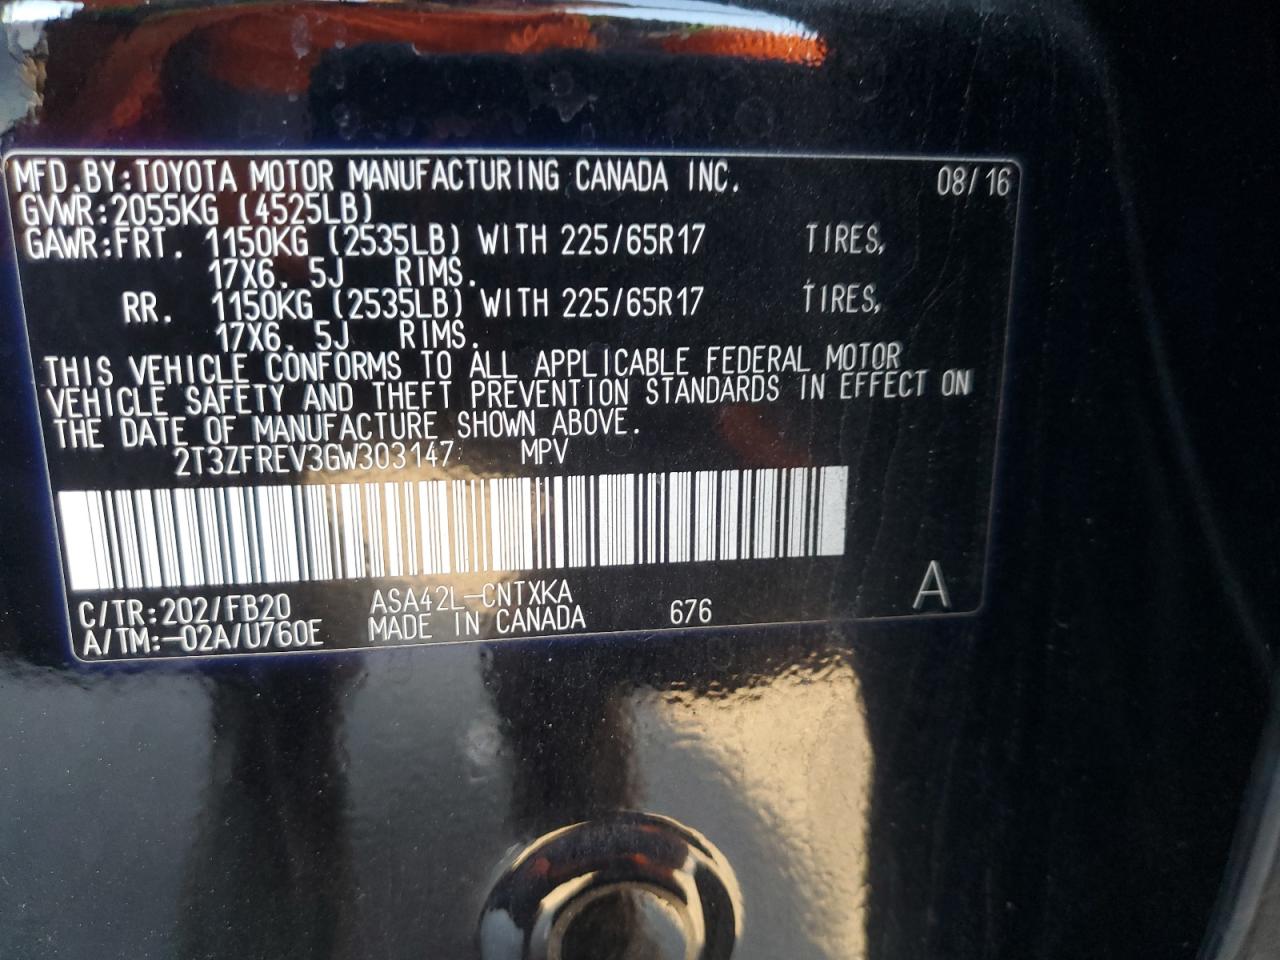 MFD.BY:TOYOTA MOTOR MANUFACTURING CANADA INC. 08/16
GVWR:2055KG (4525LB)
GAWR:FRT. 1150KG (2535LB) WITH 225/65R17 TIRES,
17X6.5J RIMS.
RR. 1150KG (2535LB) WITH 225/65R17 TIRES,
17X6.5J RIMS.
THIS VEHICLE CONFORMS TO ALL APPLICABLE FEDERAL MOTOR
VEHICLE SAFETY AND THEFT PREVENTION STANDARDS IN EFFECT ON
THE DATE OF MANUFACTURE SHOWN ABOVE.
2T3ZFREV3GW303147 MPV
C/TR:202/FB20 ASA42L-CNTXKA
A/TM:-02A/U760E MADE IN CANADA 676 A